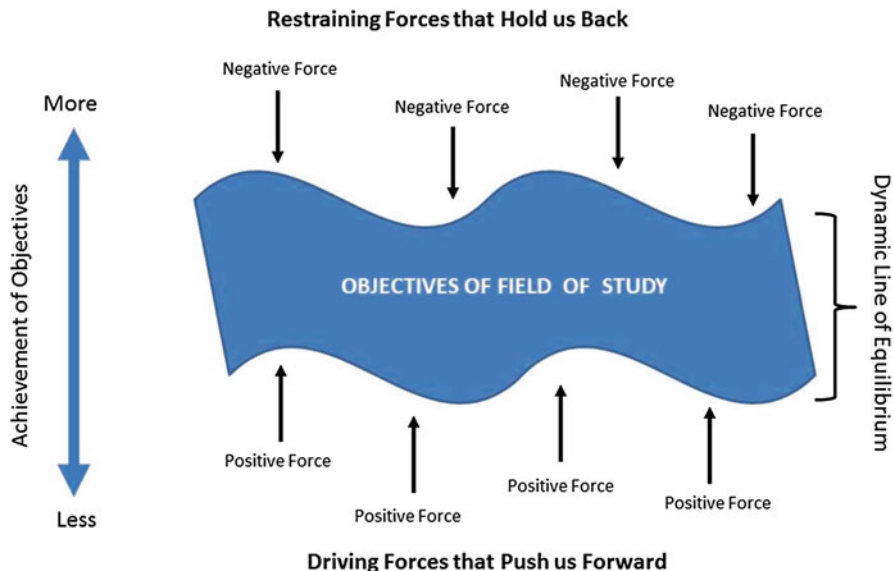 Restraining Forces that Hold us Back
Negative Force
Negative Force
Negative Force
Negative Force
More
Achievement of Objectives
Less
OBJECTIVES OF FIELD OF STUDY
Dynamic Line of Equilibrium
Positive Force
Positive Force
Positive Force
Positive Force
Driving Forces that Push us Forward